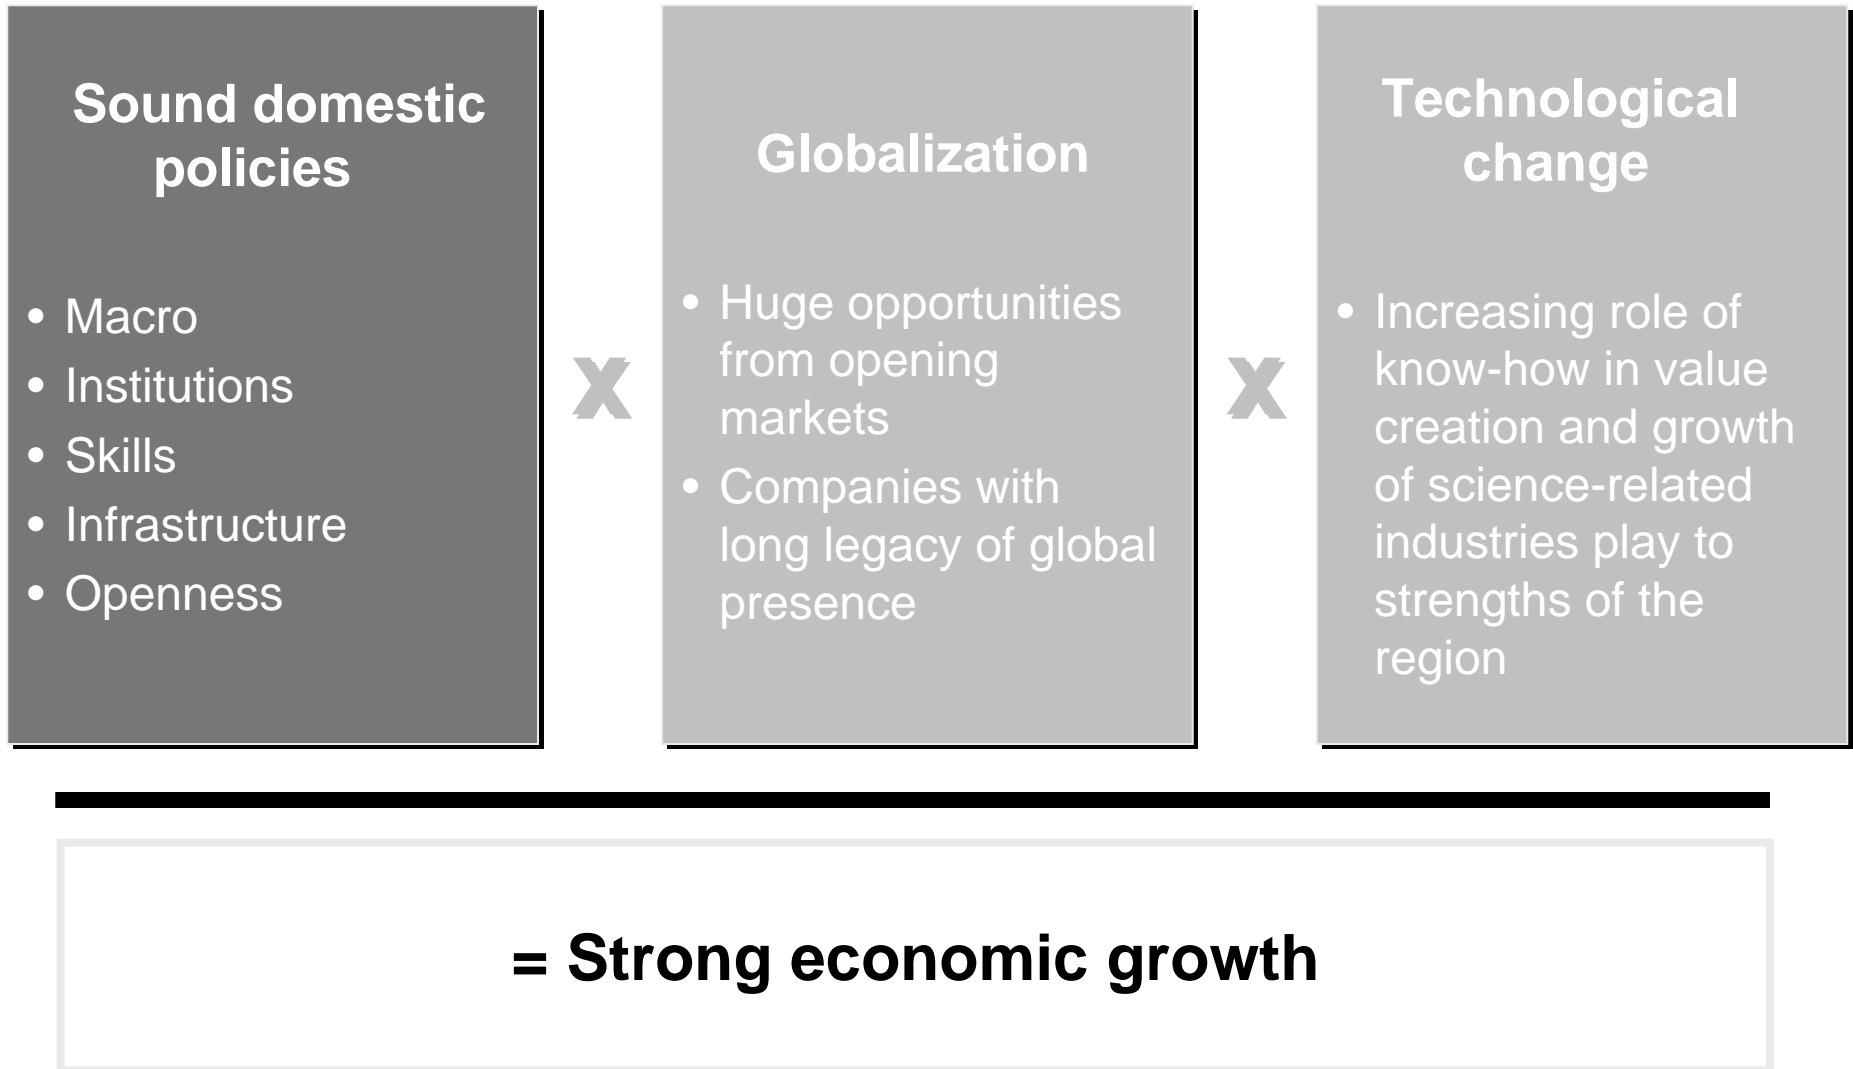 Sound domestic
policies
• Macro
• Institutions
• Skills
• Infrastructure
• Openness
x
Globalization
• Huge opportunities
from opening
markets
• Companies with
long legacy of global
presence
x
Technological
change
• Increasing role of
know-how in value
creation and growth
of science-related
industries play to
strengths of the
region
= Strong economic growth